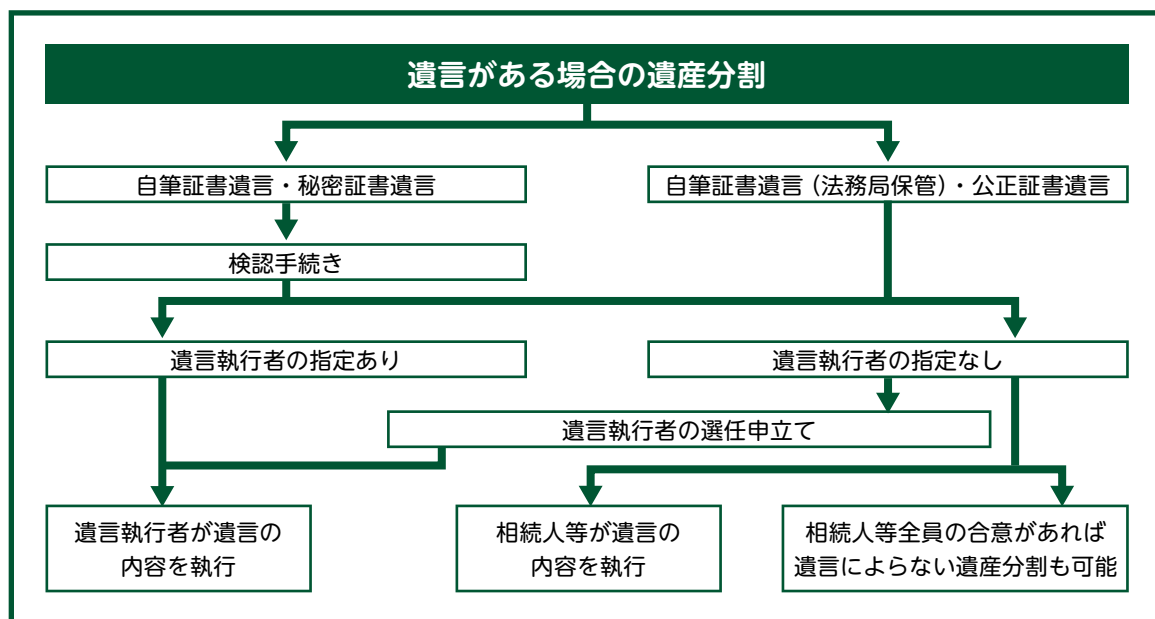 遺言がある場合の遺産分割
自筆証書遺言・秘密証書遺言
自筆証書遺言(法務局保管)・公正証書遺言
検認手続き
遺言執行者の指定あり
遺言執行者の指定なし
遺言執行者の選任申立て
遺言執行者が遺言の
内容を執行
相続人等が遺言の
内容を執行
相続人等全員の合意があれば
遺言によらない遺産分割も可能